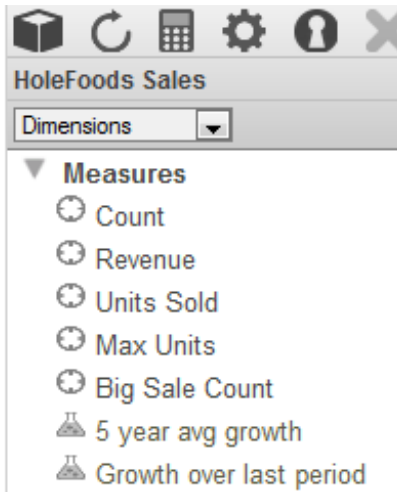 HoleFoods Sales
Dimensions
Measures
Count
Revenue
Units Sold
Max Units
Big Sale Count
5 year avg growth
Growth over last period